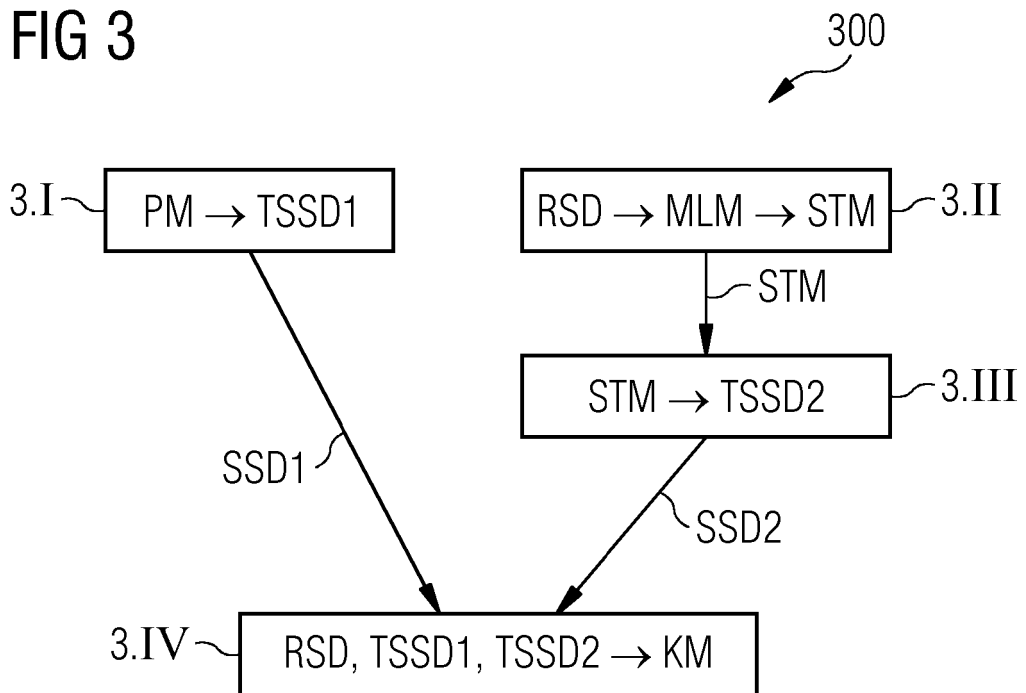 FIG 3
300
3.I
PM → TSSD1
RSD → MLM → STM
3.II
STM
STM → TSSD2
3.III
SSD1
SSD2
3.IV
RSD, TSSD1, TSSD2 → KM